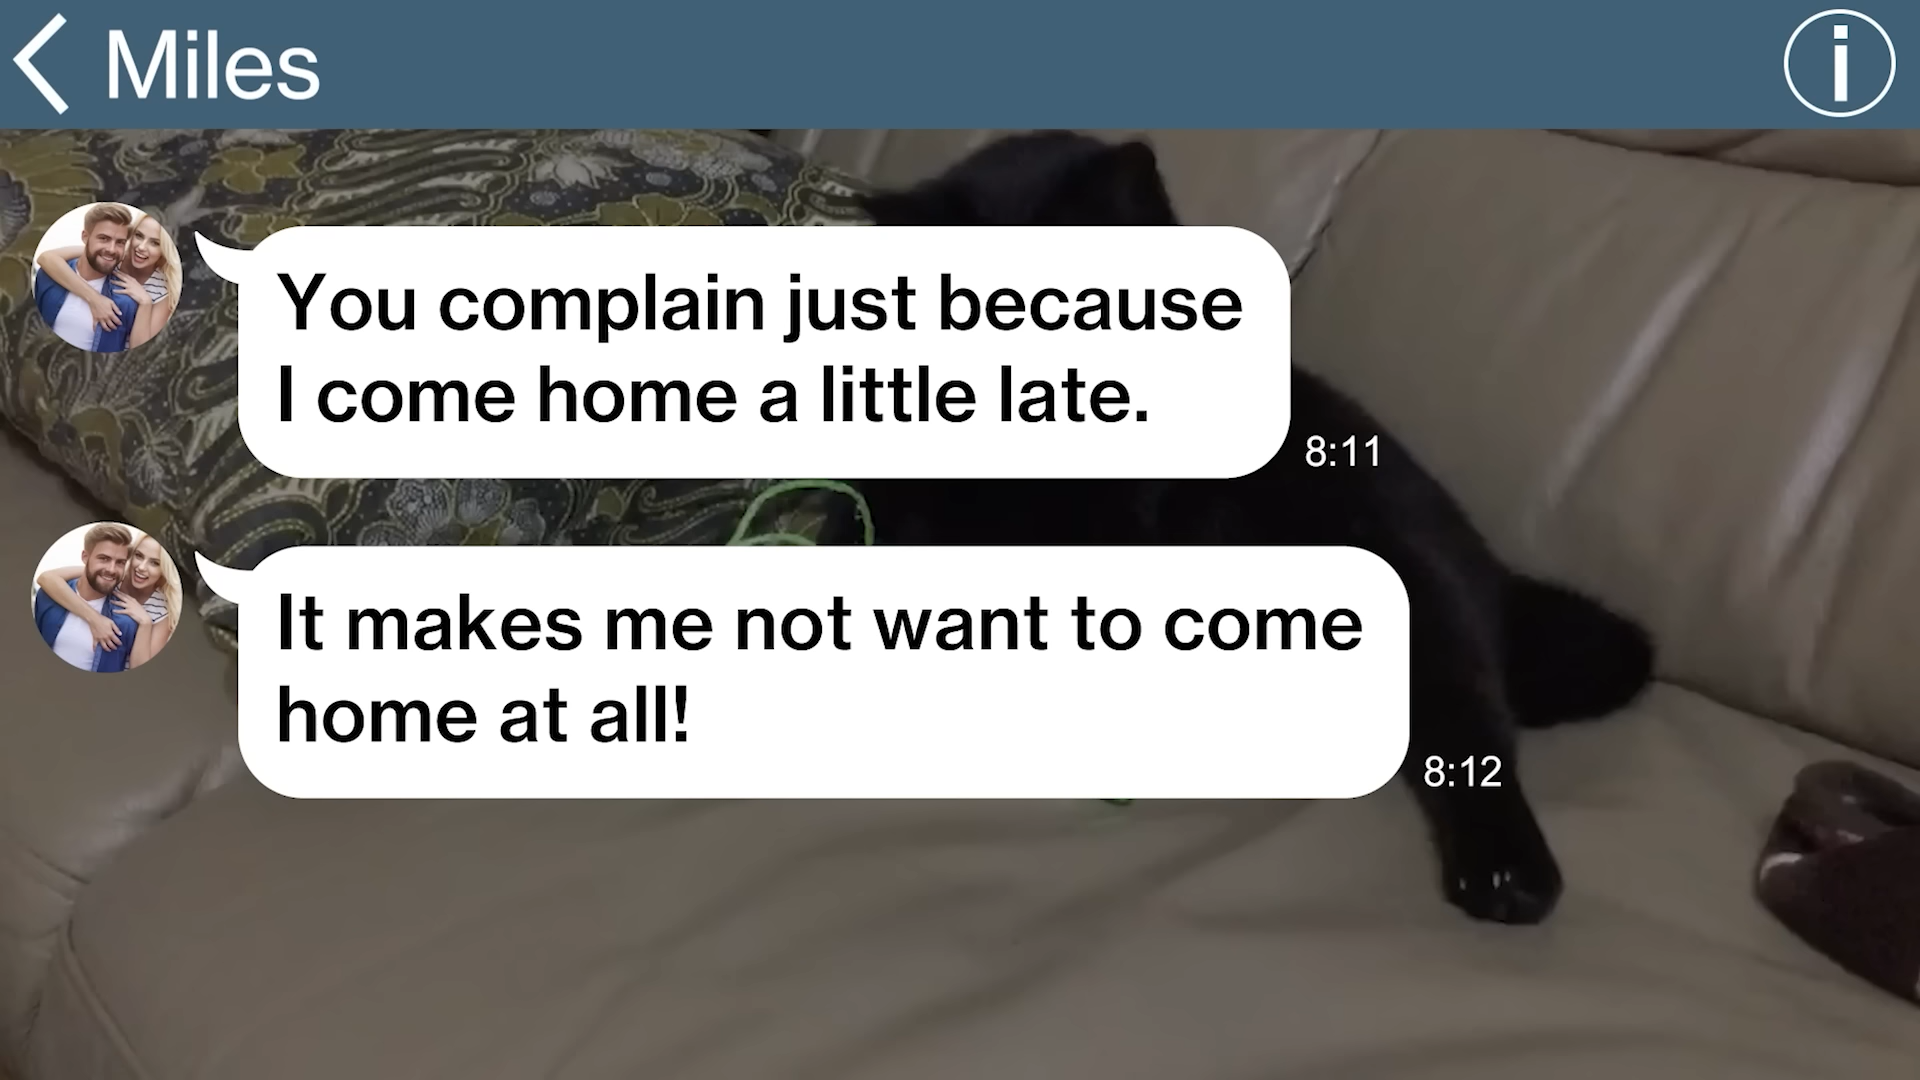 Miles
i
You complain just because
I come home a little late.
8:11
It makes me not want to come
home at all!
8:12